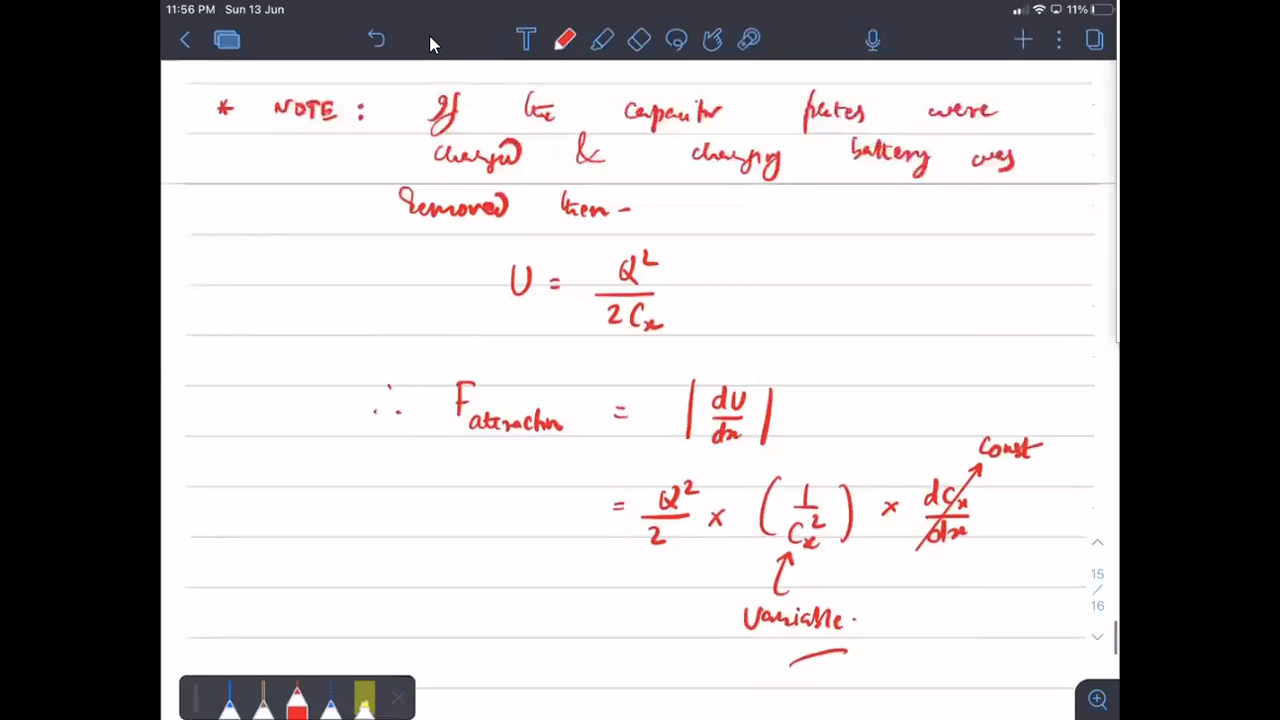 11:56 PM Sun 13 Jun 11%
* NOTE : If the capacitor plates were
charged & charging battery was
Removed then -
U = Q² / 2Cx
∴ Fattraction = |dU/dx|
const
= Q²/2 × (1/Cx²) × dCx/dx
variable.
15
/
16